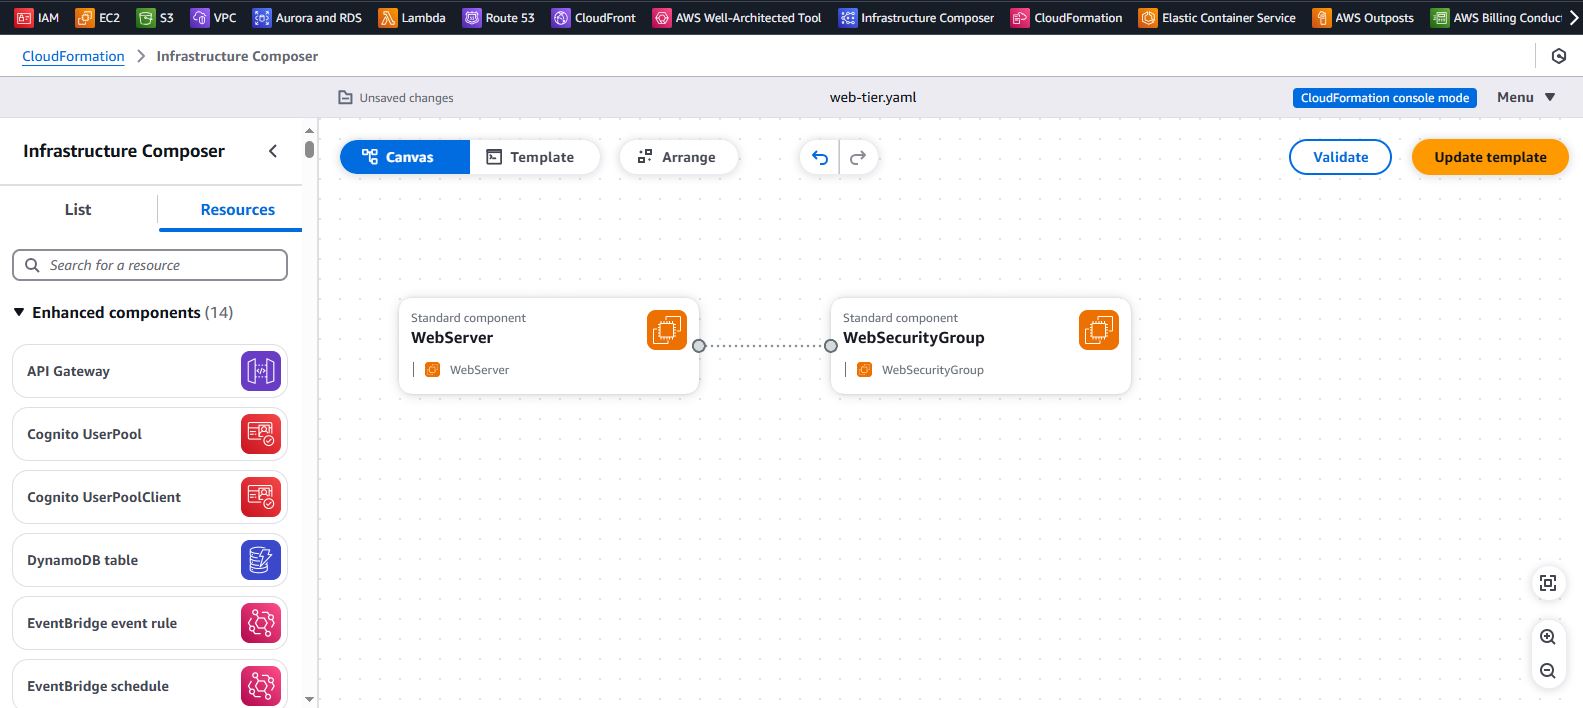 IAM EC2 S3 VPC Aurora and RDS Lambda Route 53 CloudFront AWS Well-Architected Tool Infrastructure Composer CloudFormation Elastic Container Service AWS Outposts AWS Billing Conduc
CloudFormation > Infrastructure Composer
Unsaved changes web-tier.yaml CloudFormation console mode Menu
Infrastructure Composer
Canvas Template Arrange Validate Update template
List Resources
Search for a resource
Enhanced components (14)
API Gateway
Cognito UserPool
Cognito UserPoolClient
DynamoDB table
EventBridge event rule
EventBridge schedule
Standard component
WebServer
WebServer
Standard component
WebSecurityGroup
WebSecurityGroup